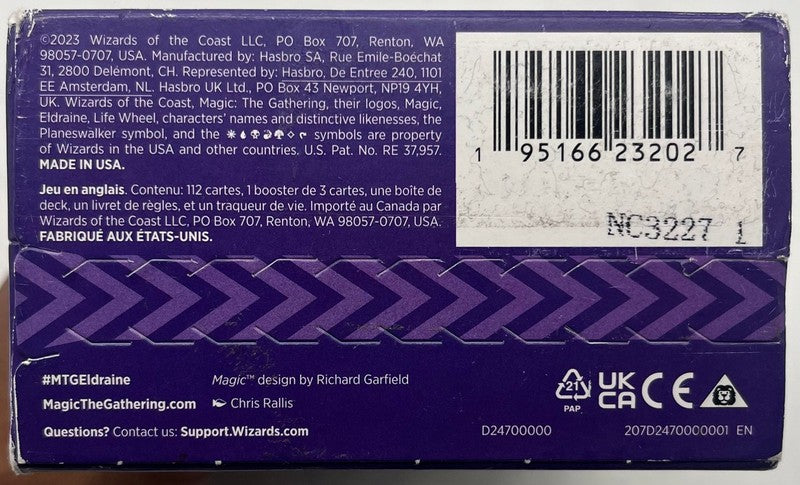 ©2023 Wizards of the Coast LLC, PO Box 707, Renton, WA
98057-0707, USA. Manufactured by: Hasbro SA, Rue Emile-Boéchat
31, 2800 Delémont, CH. Represented by: Hasbro, De Entree 240, 1101
EE Amsterdam, NL. Hasbro UK Ltd., PO Box 43 Newport, NP19 4YH,
UK. Wizards of the Coast, Magic: The Gathering, their logos, Magic,
Eldraine, Life Wheel, characters' names and distinctive likenesses, the
Planeswalker symbol, and the symbols are property
of Wizards in the USA and other countries. U.S. Pat. No. RE 37,957.
MADE IN USA.
Jeu en anglais. Contenu: 112 cartes, 1 booster de 3 cartes, une boîte de
deck, un livret de règles, et un traqueur de vie. Importé au Canada par
Wizards of the Coast LLC, PO Box 707, Renton, WA 98057-0707, USA.
FABRIQUÉ AUX ÉTATS-UNIS.
1 95166 23202 7
NC3227 1
#MTGEldraine
MagicTheGathering.com
Questions? Contact us: Support.Wizards.com
Magic™ design by Richard Garfield
Chris Rallis
21
PAP
UK
CA
CE
D24700000
207D2470000001 EN